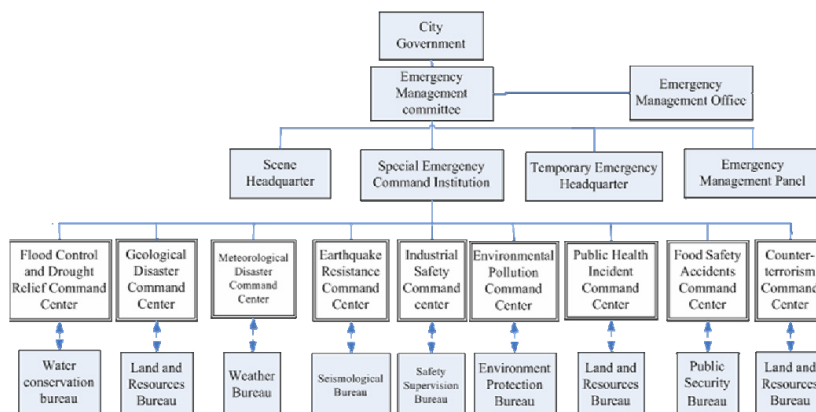 City
Government
Emergency
Management
committee
Emergency
Management Office
Scene
Headquarter
Special Emergency
Command Institution
Temporary Emergency
Headquarter
Emergency
Management Panel
Flood Control
and Drought
Relief Command
Center
Geological
Disaster
Command
Center
Meteorological
Disaster
Command
Center
Earthquake
Resistance
Command
Center
Industrial
Safety
Command
center
Environmental
Pollution
Command
Center
Public Health
Incident
Command
Center
Food Safety
Accidents
Command
Center
Counter-
terrorism
Command
Center
Water
conservation
bureau
Land and
Resources
Bureau
Weather
Bureau
Seismological
Bureau
Safety
Supervision Bureau
Environment
Protection Bureau
Land and
Resources
Bureau
Public
Security
Bureau
Land and
Resources
Bureau